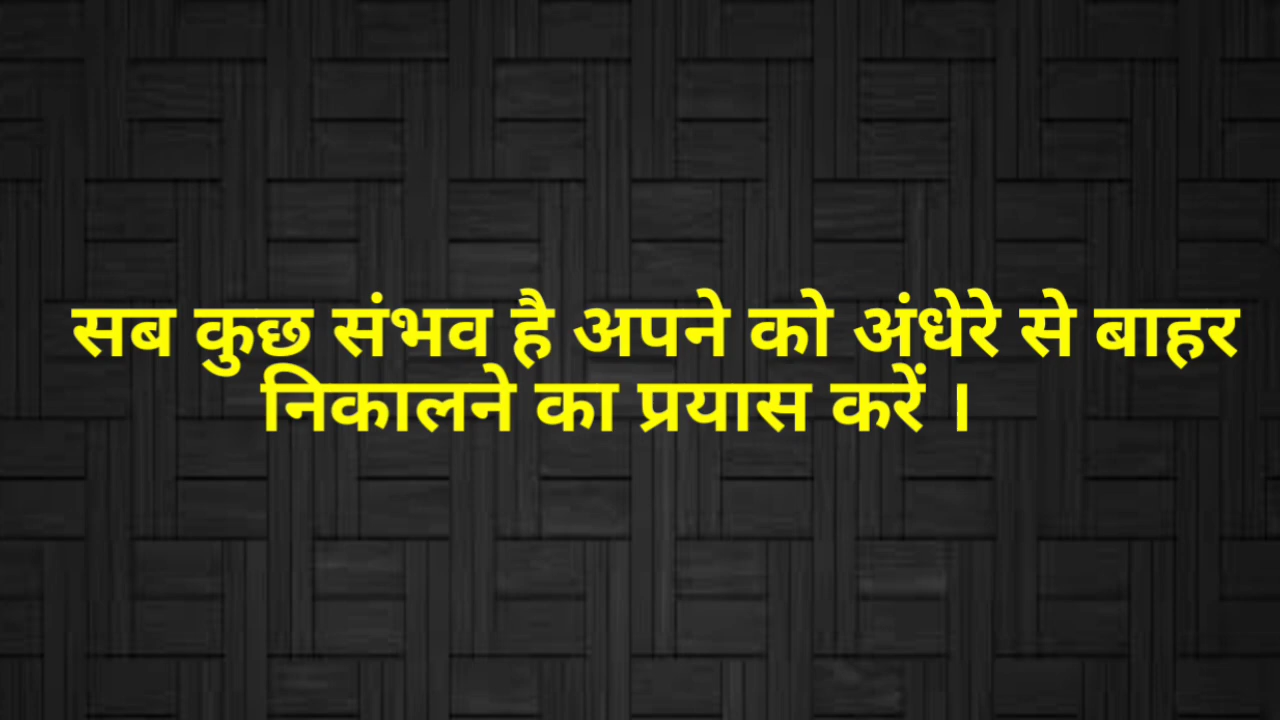 सब कुछ संभव है अपने को अंधेरे से बाहर
निकालने का प्रयास करें ।